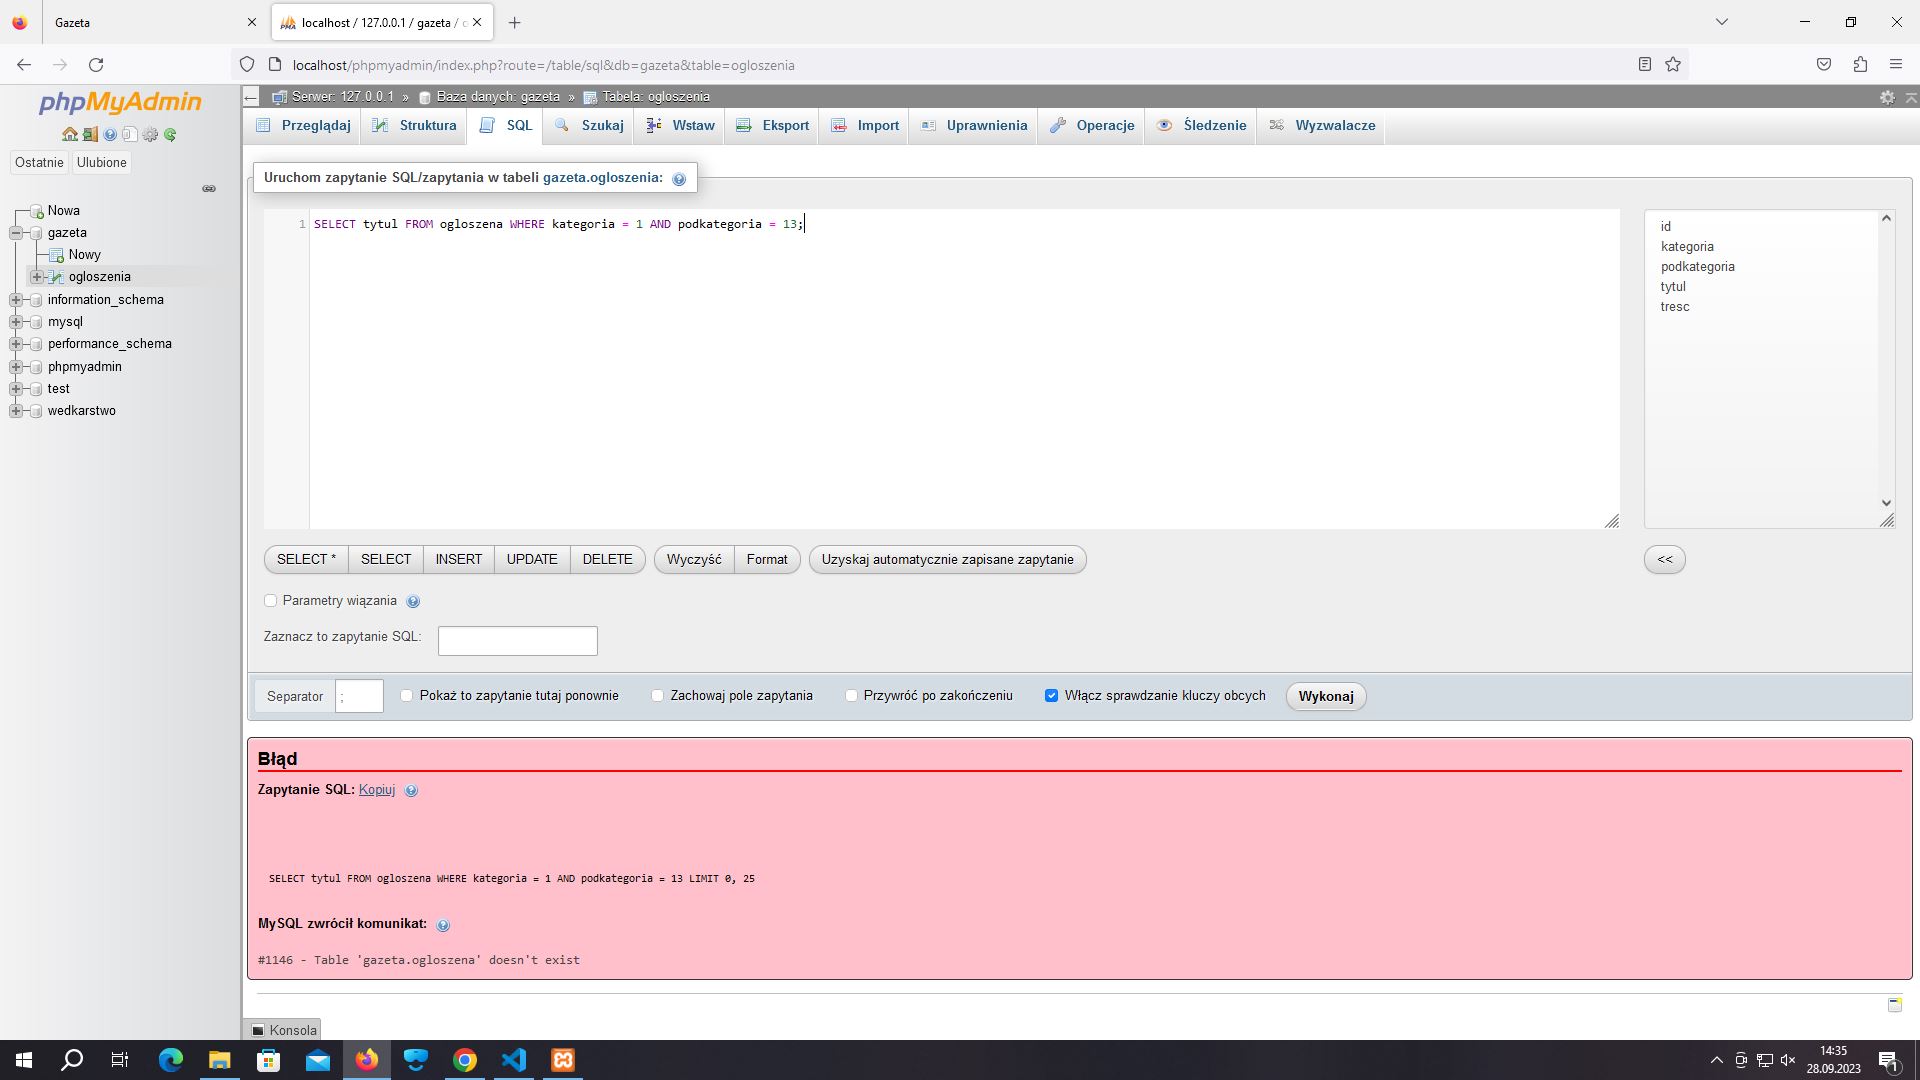 Gazeta
localhost / 127.0.0.1 / gazeta / o
localhost/phpmyadmin/index.php?route=/table/sql&db=gazeta&table=ogloszenia
phpMyAdmin
Ostatnie
Ulubione
Nowa
gazeta
Nowy
ogloszenia
information_schema
mysql
performance_schema
phpmyadmin
test
wedkarstwo
Serwer: 127.0.0.1 » Baza danych: gazeta » Tabela: ogloszenia
Przeglądaj
Struktura
SQL
Szukaj
Wstaw
Eksport
Import
Uprawnienia
Operacje
Śledzenie
Wyzwalacze
Uruchom zapytanie SQL/zapytania w tabeli gazeta.ogloszenia:
1 SELECT tytul FROM ogloszena WHERE kategoria = 1 AND podkategoria = 13;
id
kategoria
podkategoria
tytul
tresc
SELECT *
SELECT
INSERT
UPDATE
DELETE
Wyczyść
Format
Uzyskaj automatycznie zapisane zapytanie
<<
Parametry wiązania
Zaznacz to zapytanie SQL:
Separator ;
Pokaż to zapytanie tutaj ponownie
Zachowaj pole zapytania
Przywróć po zakończeniu
Włącz sprawdzanie kluczy obcych
Wykonaj
Błąd
Zapytanie SQL: Kopiuj
SELECT tytul FROM ogloszena WHERE kategoria = 1 AND podkategoria = 13 LIMIT 0, 25
MySQL zwrócił komunikat:
#1146 - Table 'gazeta.ogloszena' doesn't exist
Konsola
14:35
28.09.2023
1